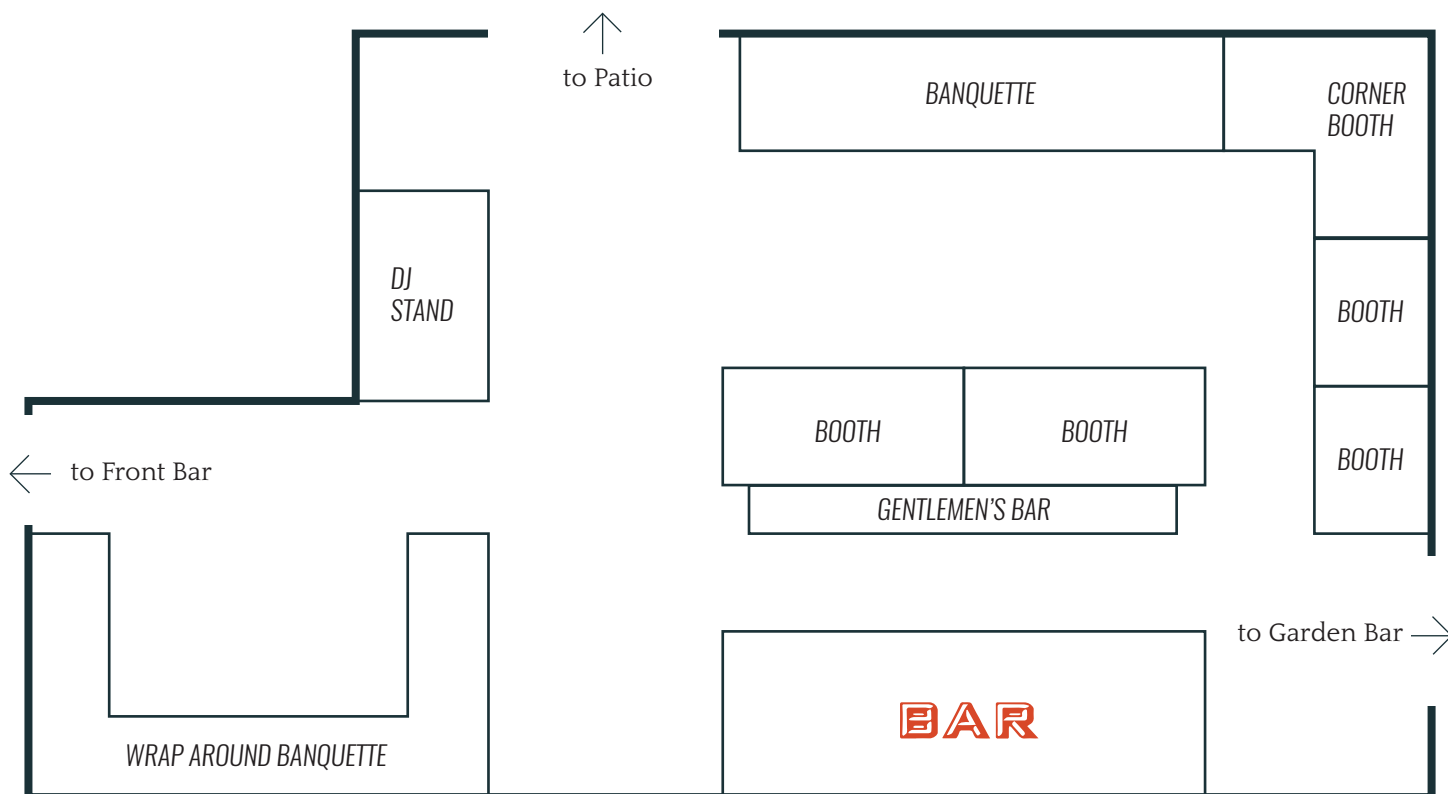 to Patio
BANQUETTE
CORNER
BOOTH
DJ
STAND
BOOTH
BOOTH
BOOTH
BOOTH
to Front Bar
GENTLEMEN’S BAR
to Garden Bar
BAR
WRAP AROUND BANQUETTE